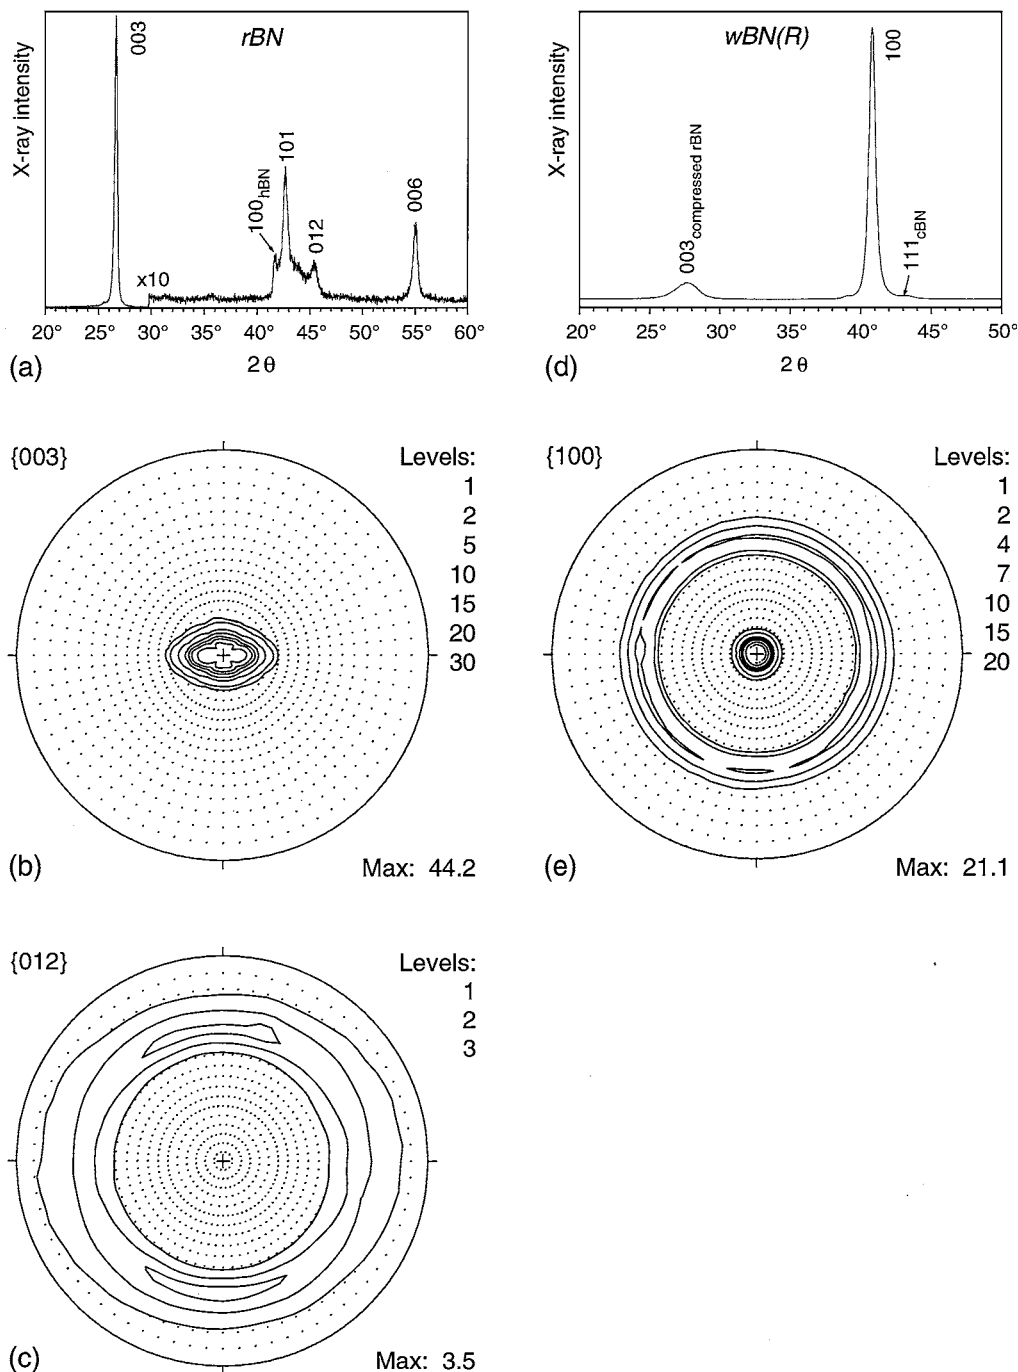 rBN
X-ray intensity
003
x10
100hBN
101
012
006
20° 25° 30° 35° 40° 45° 50° 55° 60°
2θ
(a)
wBN(R)
X-ray intensity
003compressed rBN
100
111cBN
20° 25° 30° 35° 40° 45° 50°
2θ
(d)
{003}
Levels:
1
2
5
10
15
20
30
(b)
Max: 44.2
{100}
Levels:
1
2
4
7
10
15
20
(e)
Max: 21.1
{012}
Levels:
1
2
3
(c)
Max: 3.5